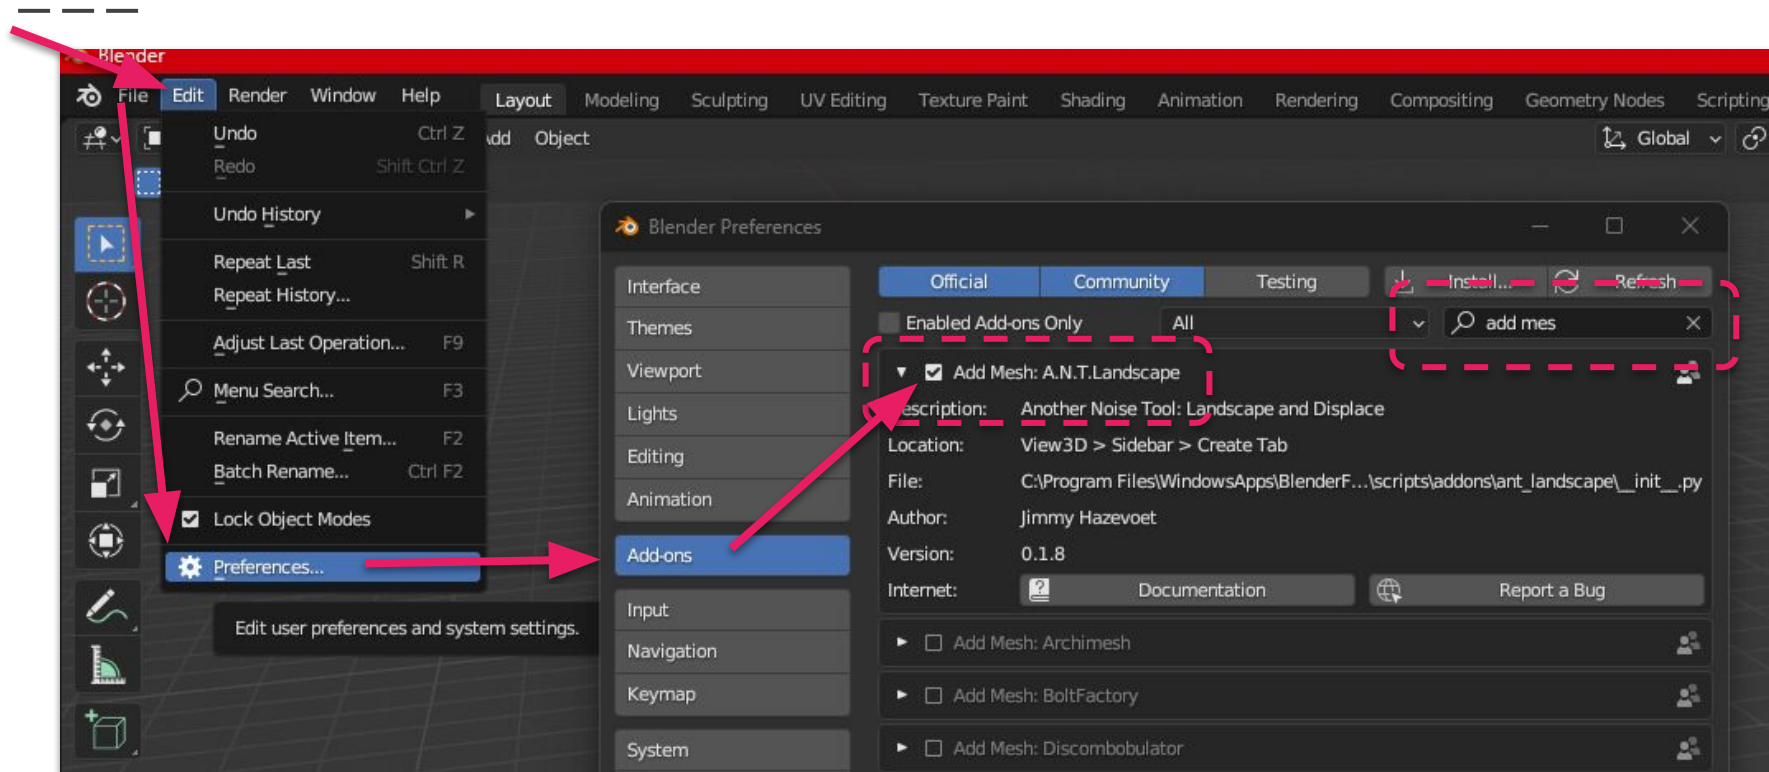 Blender
File Edit Render Window Help Layout Modeling Sculpting UV Editing Texture Paint Shading Animation Rendering Compositing Geometry Nodes Scripting
Object Global
Undo Ctrl Z
Redo Shift Ctrl Z
Undo History
Repeat Last Shift R
Repeat History...
Adjust Last Operation... F9
Menu Search... F3
Rename Active Item... F2
Batch Rename... Ctrl F2
Lock Object Modes
Preferences...
Edit user preferences and system settings.
Blender Preferences
Interface
Themes
Viewport
Lights
Editing
Animation
Add-ons
Input
Navigation
Keymap
System
Official Community Testing Install... Refresh
Enabled Add-ons Only All add mes
Add Mesh: A.N.T.Landscape
Description: Another Noise Tool: Landscape and Displace
Location: View3D > Sidebar > Create Tab
File: C:\Program Files\WindowsApps\BlenderF...\scripts\addons\ant_landscape\__init__.py
Author: Jimmy Hazevoet
Version: 0.1.8
Internet: Documentation Report a Bug
Add Mesh: Archimesh
Add Mesh: BoltFactory
Add Mesh: Discombobulator